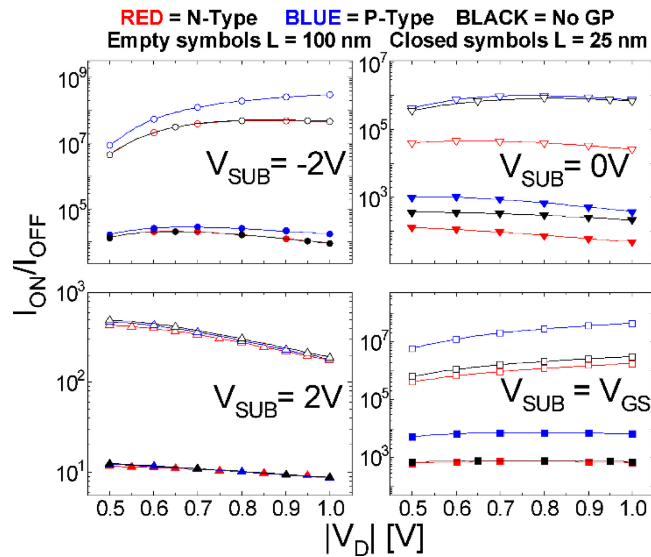 RED = N-Type BLUE = P-Type BLACK = No GP
Empty symbols L = 100 nm Closed symbols L = 25 nm
10^9
10^7
10^5
V_SUB = -2V
10^7
10^5
10^3
V_SUB = 0V
I_ON/I_OFF
10^3
10^2
10^1
V_SUB = 2V
10^7
10^5
10^3
V_SUB = V_GS
0.5 0.6 0.7 0.8 0.9 1.0
0.5 0.6 0.7 0.8 0.9 1.0
|V_D| [V]